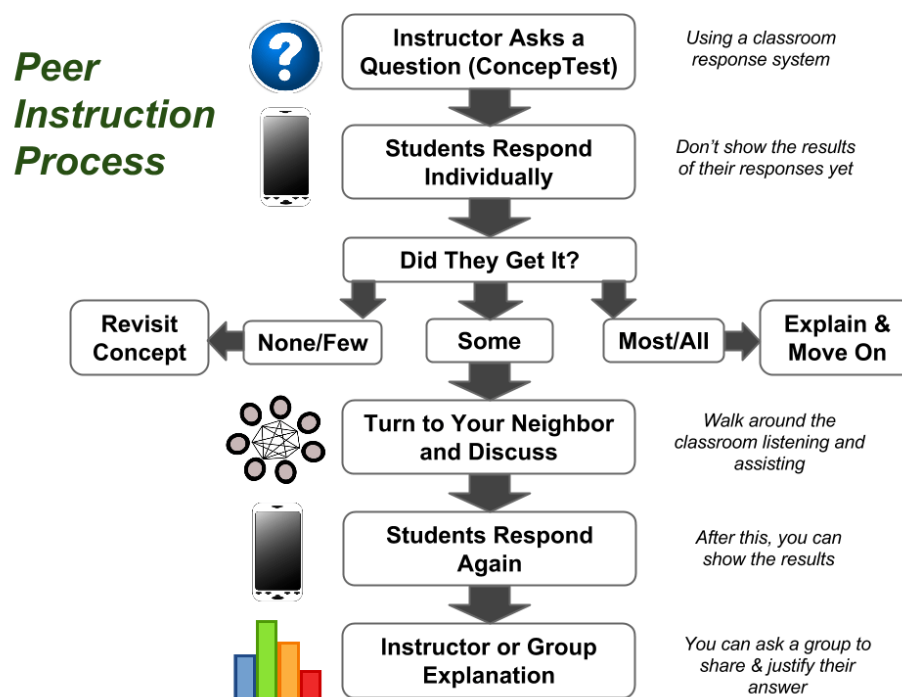 Peer
Instruction
Process
?
Instructor Asks a
Question (ConcepTest)
Using a classroom
response system
Students Respond
Individually
Don't show the results
of their responses yet
Did They Get It?
Revisit
Concept
None/Few
Some
Most/All
Explain &
Move On
Turn to Your Neighbor
and Discuss
Walk around the
classroom listening and
assisting
Students Respond
Again
After this, you can
show the results
Instructor or Group
Explanation
You can ask a group to
share & justify their
answer